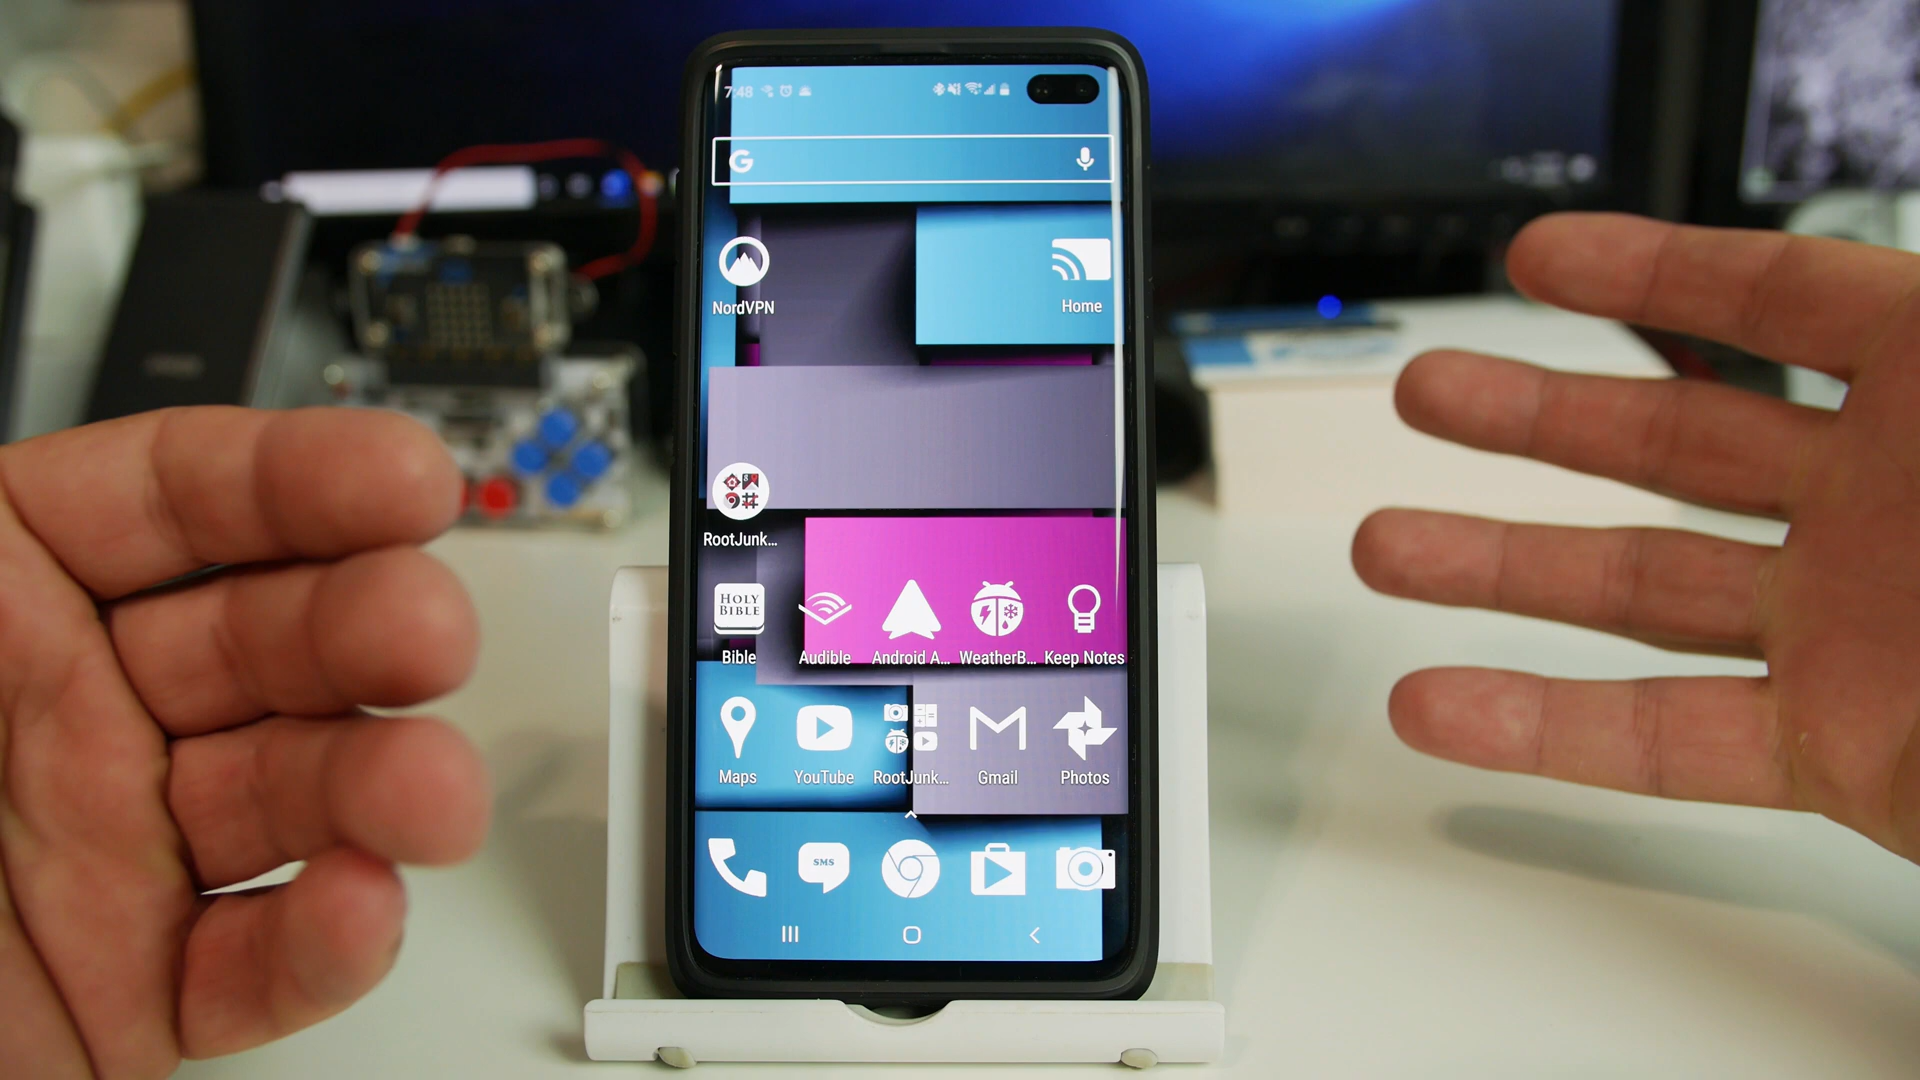 7:48
G
NordVPN
Home
RootJunk...
HOLY
BIBLE
Bible
Audible
Android A...
WeatherB...
Keep Notes
Maps
YouTube
RootJunk...
Gmail
Photos
SMS